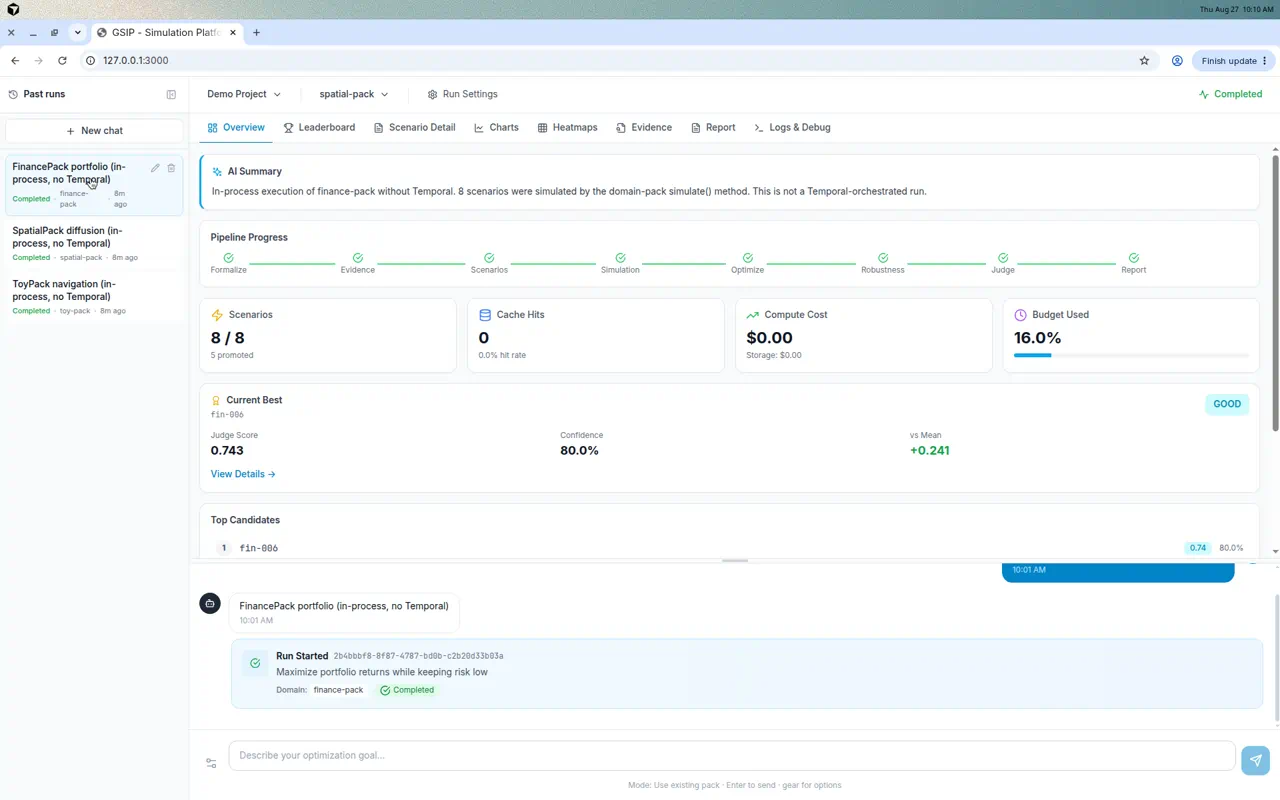 Thu Aug 27 10:10 AM
GSIP - Simulation Platfo
127.0.0.1:3000
Finish update
Past runs
Demo Project
spatial-pack
Run Settings
Completed
New chat
Overview
Leaderboard
Scenario Detail
Charts
Heatmaps
Evidence
Report
Logs & Debug
FinancePack portfolio (in-
process, no Temporal)
Completed · finance-
pack · 8m
ago
SpatialPack diffusion (in-
process, no Temporal)
Completed · spatial-pack · 8m ago
ToyPack navigation (in-
process, no Temporal)
Completed · toy-pack · 8m ago
AI Summary
In-process execution of finance-pack without Temporal. 8 scenarios were simulated by the domain-pack simulate() method. This is not a Temporal-orchestrated run.
Pipeline Progress
Formalize
Evidence
Scenarios
Simulation
Optimize
Robustness
Judge
Report
Scenarios
8 / 8
5 promoted
Cache Hits
0
0.0% hit rate
Compute Cost
$0.00
Storage: $0.00
Budget Used
16.0%
Current Best
fin-006
GOOD
Judge Score
0.743
Confidence
80.0%
vs Mean
+0.241
View Details →
Top Candidates
1 fin-006 0.74 80.0%
10:01 AM
FinancePack portfolio (in-process, no Temporal)
10:01 AM
Run Started 2b4bbbf8-8f87-4787-bd0b-c2b20d33b03a
Maximize portfolio returns while keeping risk low
Domain: finance-pack Completed
Describe your optimization goal...
Mode: Use existing pack · Enter to send · gear for options